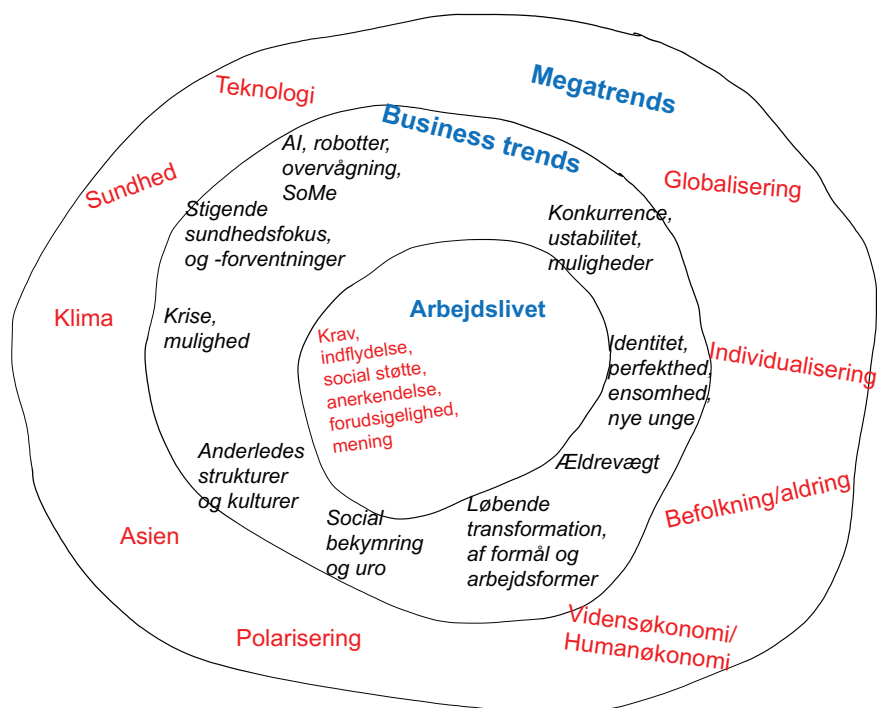 Megatrends
Teknologi
Business trends
AI, robotter,
overvågning,
SoMe
Sundhed
Globalisering
Stigende
sundhedsfokus,
og -forventninger
Konkurrence,
ustabilitet,
muligheder
Klima
Krise,
mulighed
Arbejdslivet
Krav,
indflydelse,
social støtte,
anerkendelse,
forudsigelighed,
mening
Identitet,
perfekthed,
ensomhed,
nye unge
Individualisering
Anderledes
strukturer
og kulturer
Ældrevægt
Befolkning/aldring
Asien
Social
bekymring
og uro
Løbende
transformation,
af formål og
arbejdsformer
Polarisering
Vidensøkonomi/
Humanøkonomi